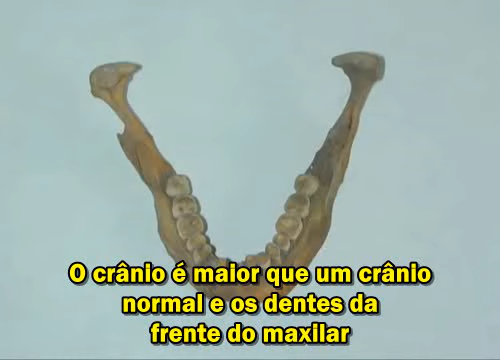 O crânio é maior que um crânio
normal e os dentes da
frente do maxilar